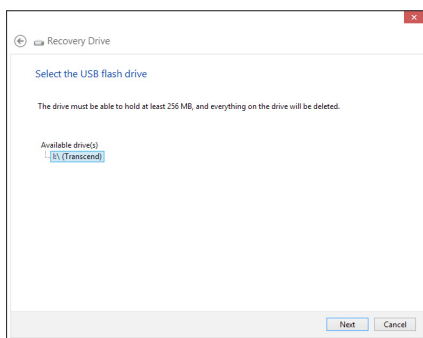 Recovery Drive
Select the USB flash drive
The drive must be able to hold at least 256 MB, and everything on the drive will be deleted.
Available drive(s)
I:\ (Transcend)
Next Cancel